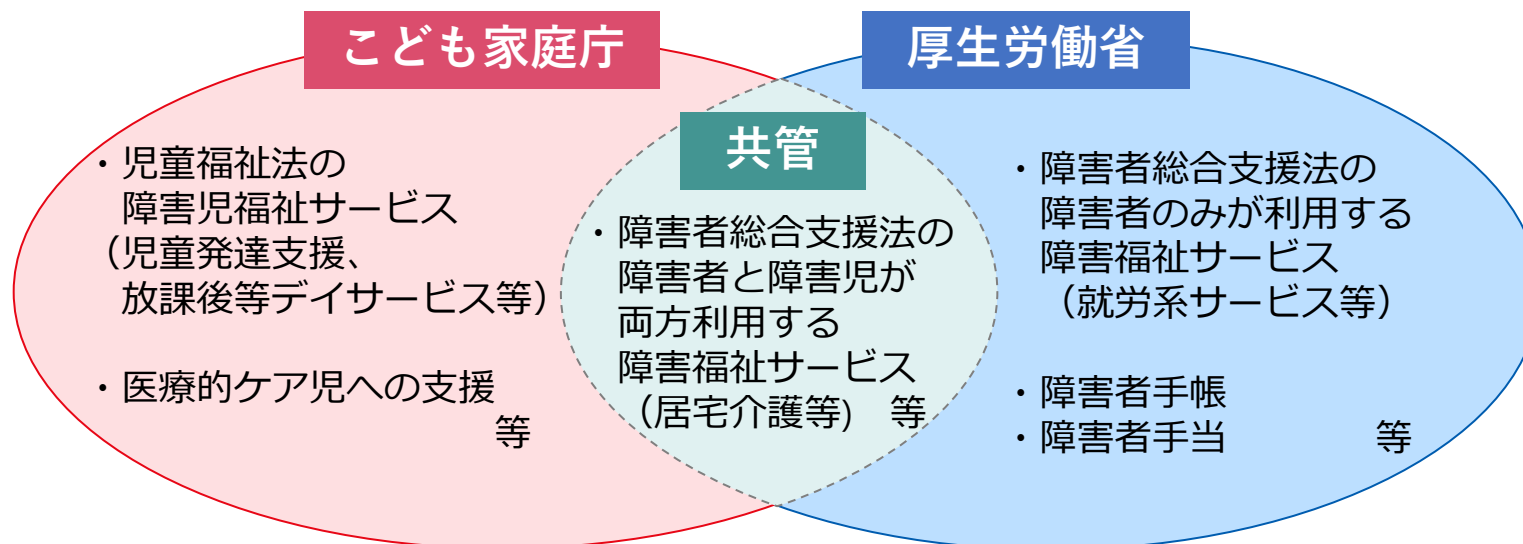 こども家庭庁
・児童福祉法の
障害児福祉サービス
（児童発達支援、
放課後等デイサービス等）
・医療的ケア児への支援
等
共管
・障害者総合支援法の
障害者と障害児が
両方利用する
障害福祉サービス
（居宅介護等)　等
厚生労働省
・障害者総合支援法の
障害者のみが利用する
障害福祉サービス
（就労系サービス等）
・障害者手帳
・障害者手当　　　　等